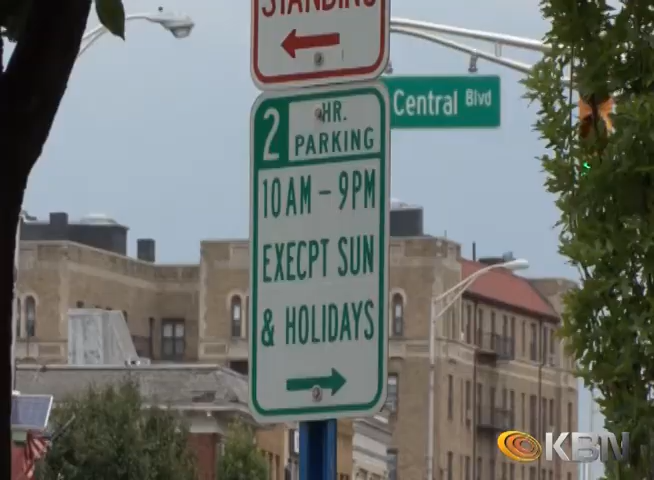 STANDING
Central Blvd
2 HR.
PARKING
10AM - 9PM
EXECPT SUN
& HOLIDAYS
KBN